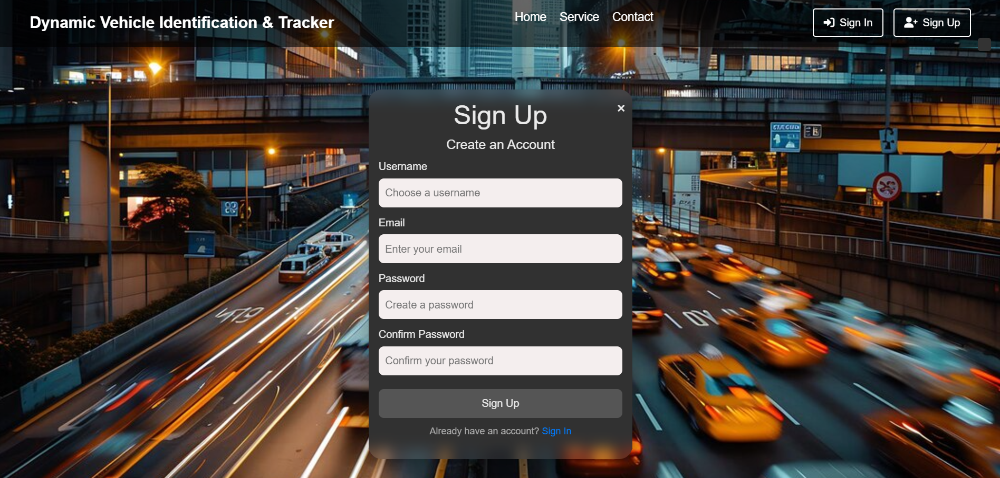 Dynamic Vehicle Identification & Tracker
Home Service Contact
Sign In
Sign Up
Sign Up
×
Create an Account
Username
Choose a username
Email
Enter your email
Password
Create a password
Confirm Password
Confirm your password
Sign Up
Already have an account? Sign In